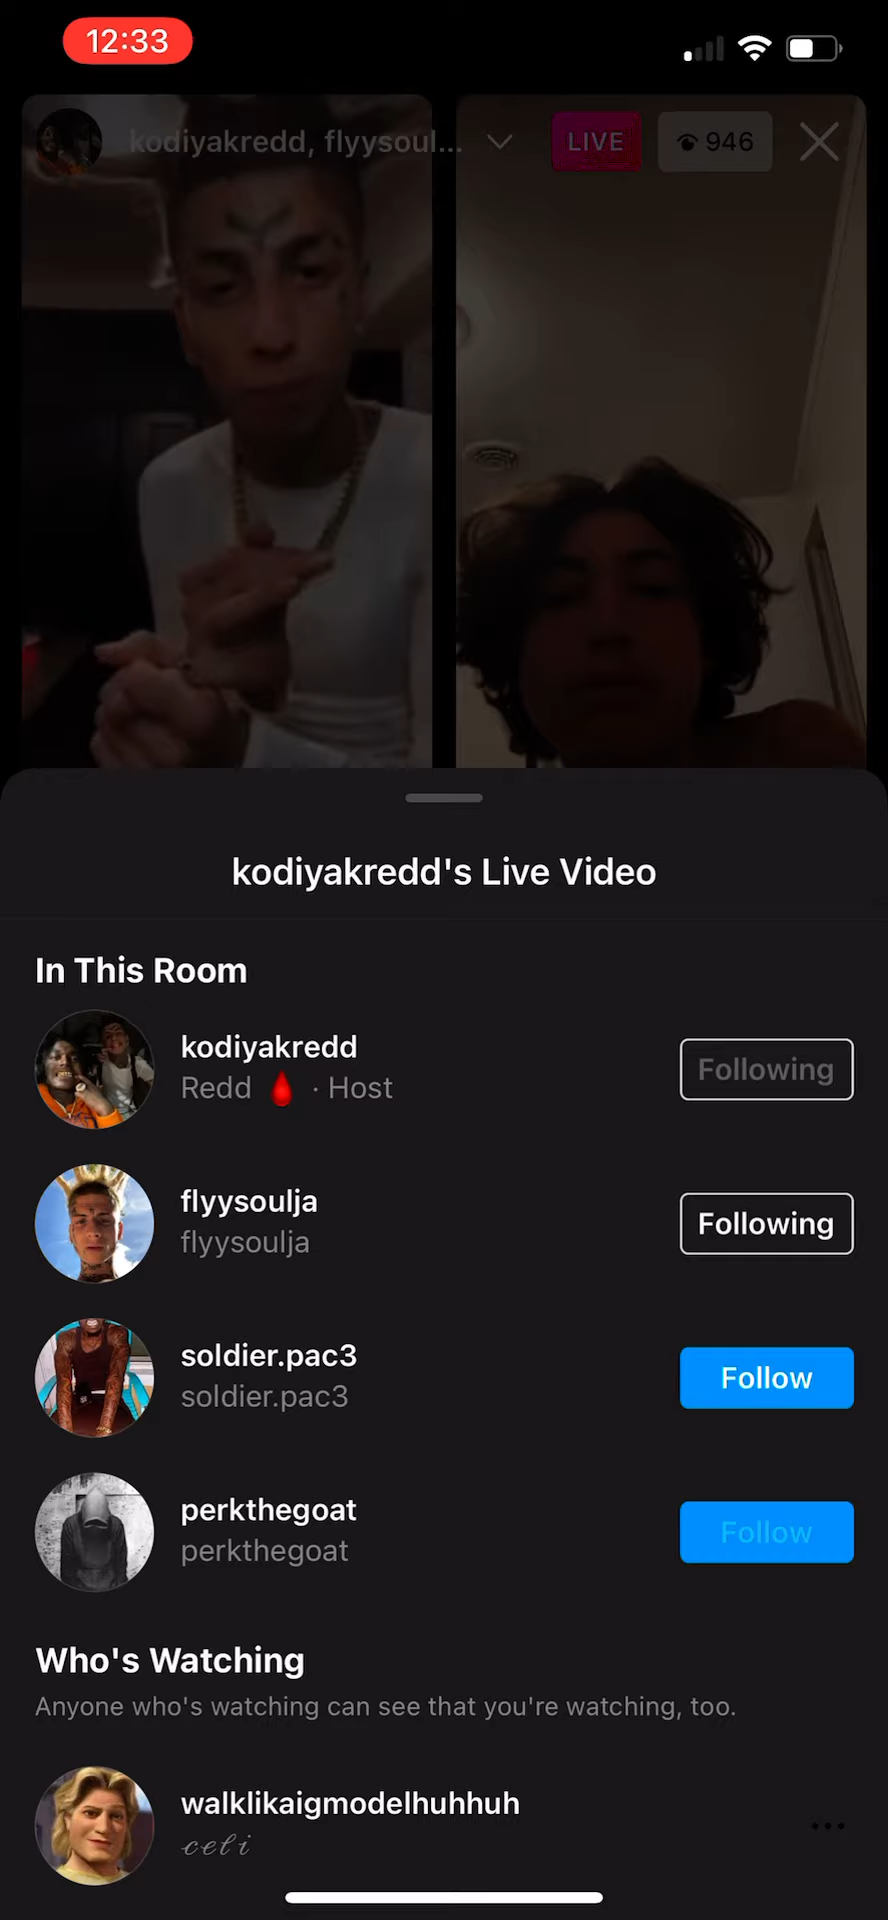 12:33
kodiyakredd, flyysoul...
LIVE
946
kodiyakredd's Live Video
In This Room
kodiyakredd
Redd 🩸 · Host
Following
flyysoulja
flyysoulja
Following
soldier.pac3
soldier.pac3
Follow
perkthegoat
perkthegoat
Follow
Who's Watching
Anyone who's watching can see that you're watching, too.
walklikaigmodelhuhhuh
𝒸ℯ𝓁𝒾